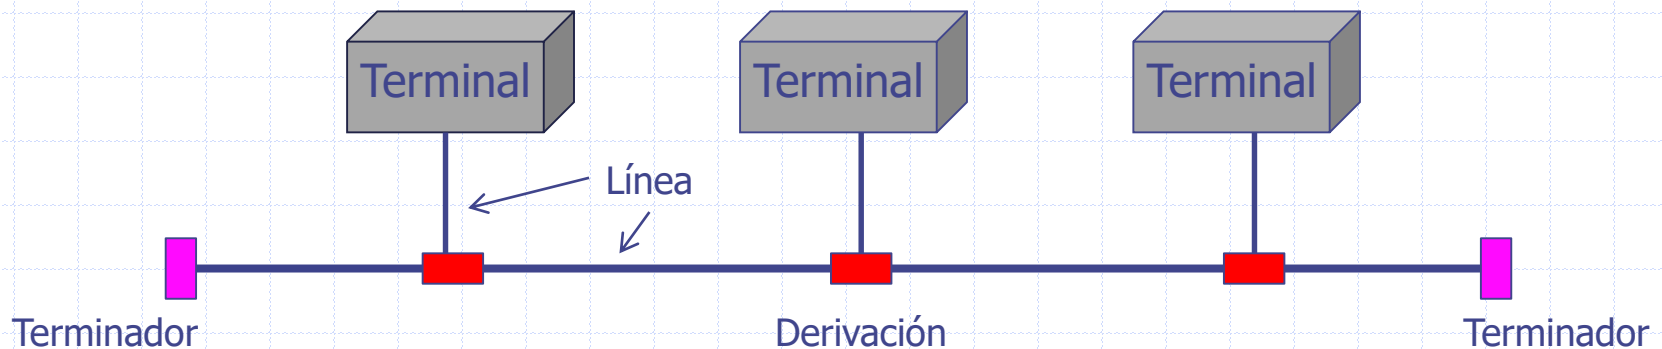 Terminal
Terminal
Terminal
Línea
Terminador
Derivación
Terminador